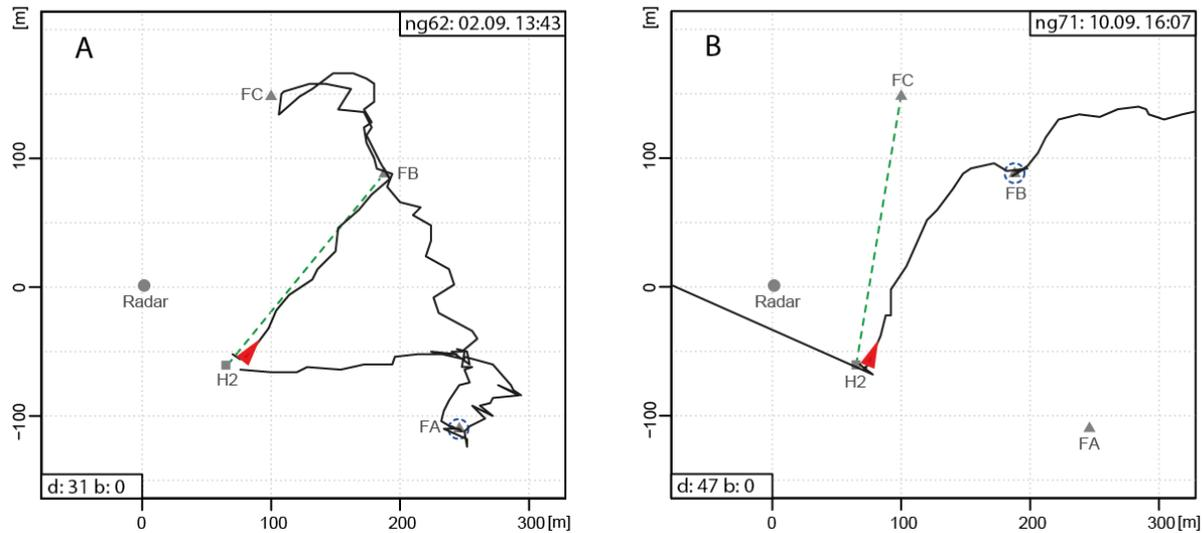 [m]
A
ng62: 02.09. 13:43
FC
100
FB
0
Radar
H2
-100
FA
d: 31 b: 0
0
100
200
300 [m]
[m]
B
ng71: 10.09. 16:07
FC
100
FB
0
Radar
H2
-100
FA
d: 47 b: 0
0
100
200
300 [m]